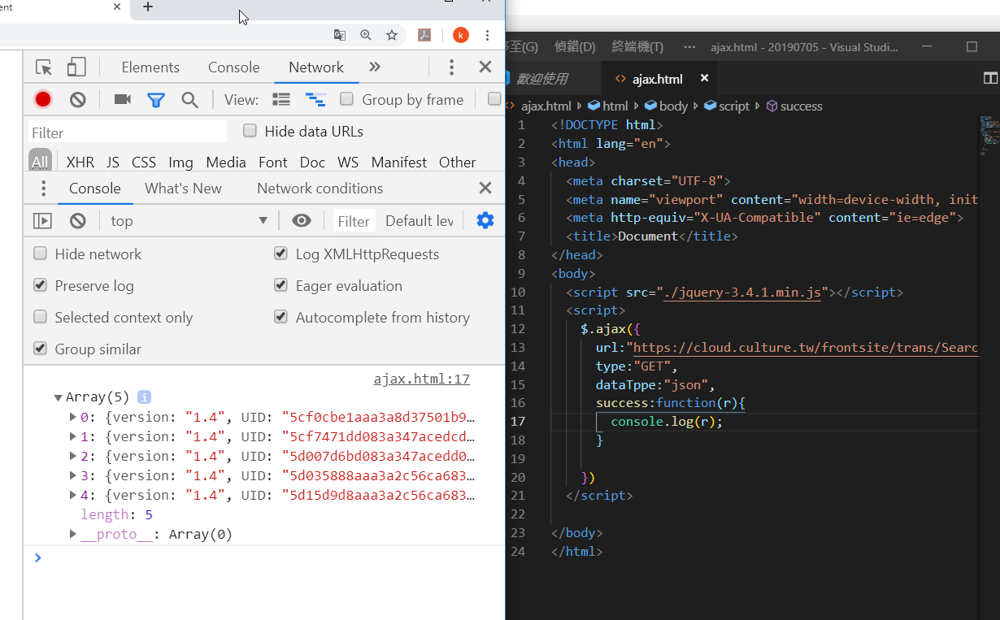 ent
k
Elements Console Network
View: Group by frame
Filter Hide data URLs
All XHR JS CSS Img Media Font Doc WS Manifest Other
Console What's New Network conditions
top Filter Default lev
Hide network Log XMLHttpRequests
Preserve log Eager evaluation
Selected context only Autocomplete from history
Group similar
ajax.html:17
Array(5) i
0: {version: "1.4", UID: "5cf0cbe1aaa3a8d37501b9…
1: {version: "1.4", UID: "5cf7471dd083a347acedcd…
2: {version: "1.4", UID: "5d007d6bd083a347acedd0…
3: {version: "1.4", UID: "5d035888aaa3a2c56ca683…
4: {version: "1.4", UID: "5d15d9d8aaa3a2c56ca683…
length: 5
__proto__: Array(0)
至(G) 偵錯(D) 終端機(T) ··· ajax.html - 20190705 - Visual Studi...
歡迎使用 <> ajax.html
ajax.html html body script success
1 <!DOCTYPE html>
2 <html lang="en">
3 <head>
4 <meta charset="UTF-8">
5 <meta name="viewport" content="width=device-width, init
6 <meta http-equiv="X-UA-Compatible" content="ie=edge">
7 <title>Document</title>
8 </head>
9 <body>
10 <script src="./jquery-3.4.1.min.js"></script>
11 <script>
12 $.ajax({
13 url:"https://cloud.culture.tw/frontsite/trans/Searc
14 type:"GET",
15 dataTppe:"json",
16 success:function(r){
17 console.log(r);
18 }
19
20 })
21 </script>
22
23 </body>
24 </html>